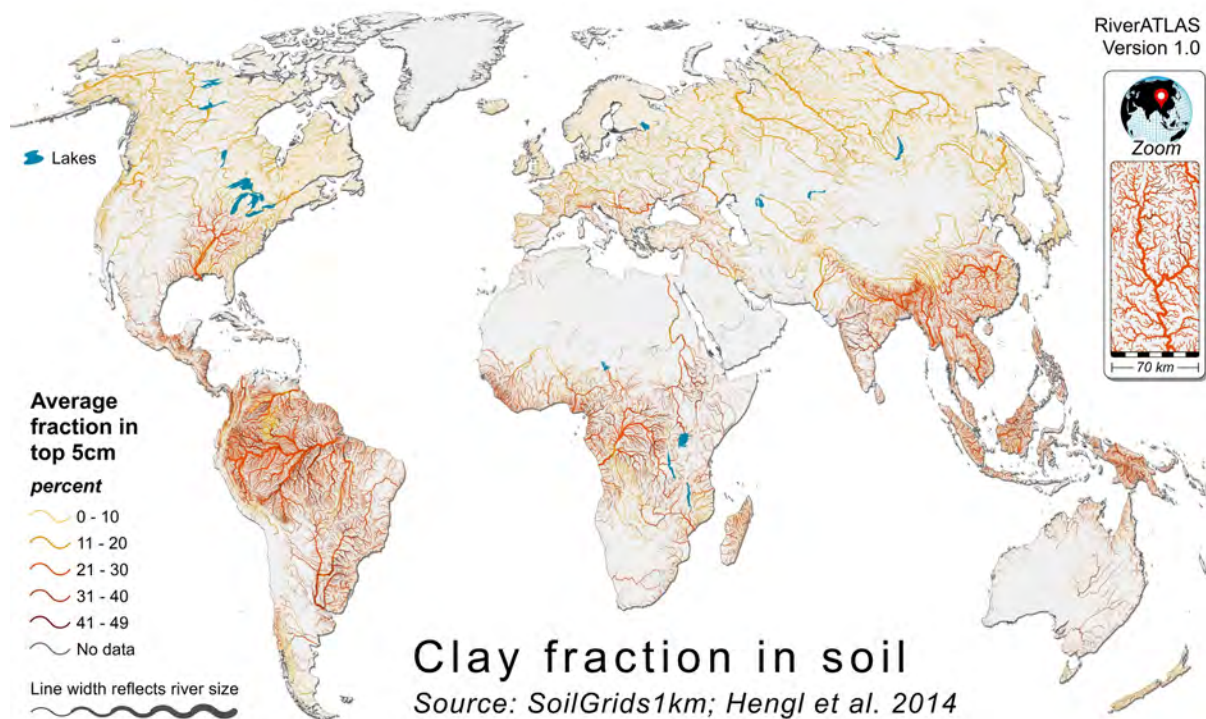 RiverATLAS
Version 1.0
Zoom
70 km
Lakes
Average
fraction in
top 5cm
percent
0 - 10
11 - 20
21 - 30
31 - 40
41 - 49
No data
Line width reflects river size
Clay fraction in soil
Source: SoilGrids1km; Hengl et al. 2014